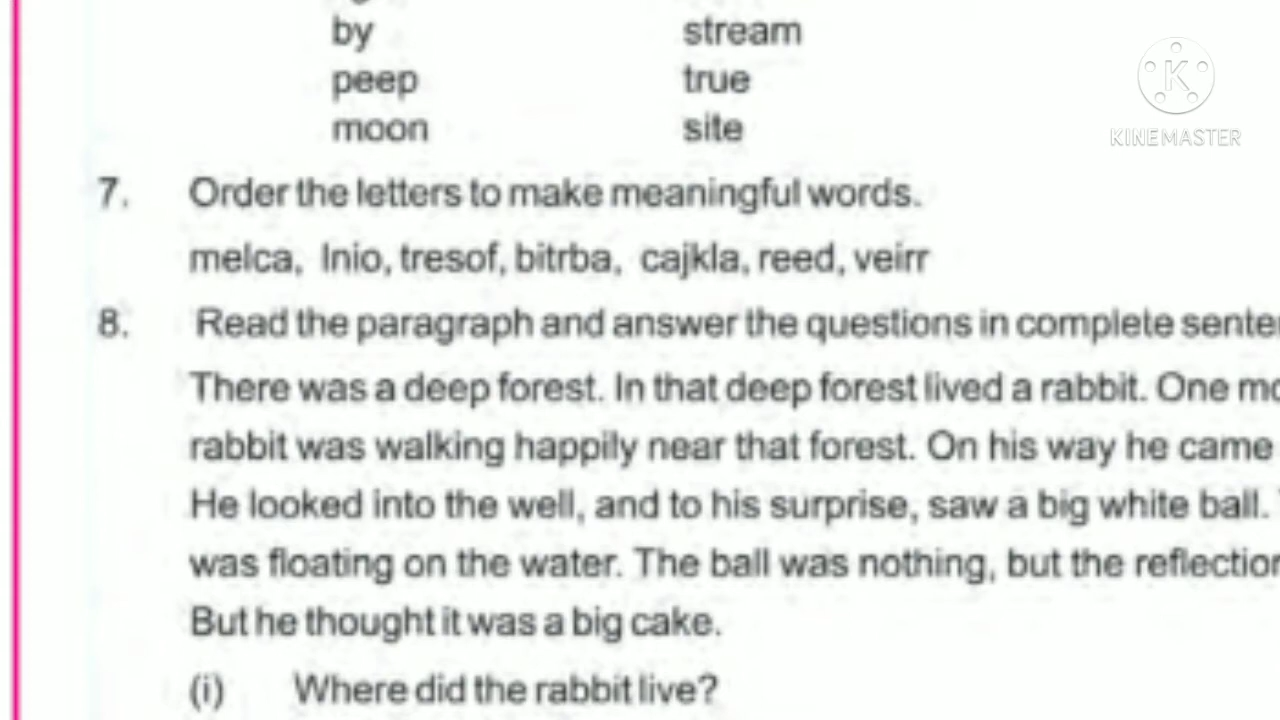 by stream
peep true
K
moon site
KINEMASTER
7. Order the letters to make meaningful words.
melca, lnio, tresof, bitrba, cajkla, reed, veirr
8. Read the paragraph and answer the questions in complete
There was a deep forest. In that deep forest lived a rabbit. One
rabbit was walking happily near that forest. On his way he came
He looked into the well, and to his surprise, saw a big white ball.
was floating on the water. The ball was nothing, but the
But he thought it was a big cake.
(i) Where did the rabbit live?